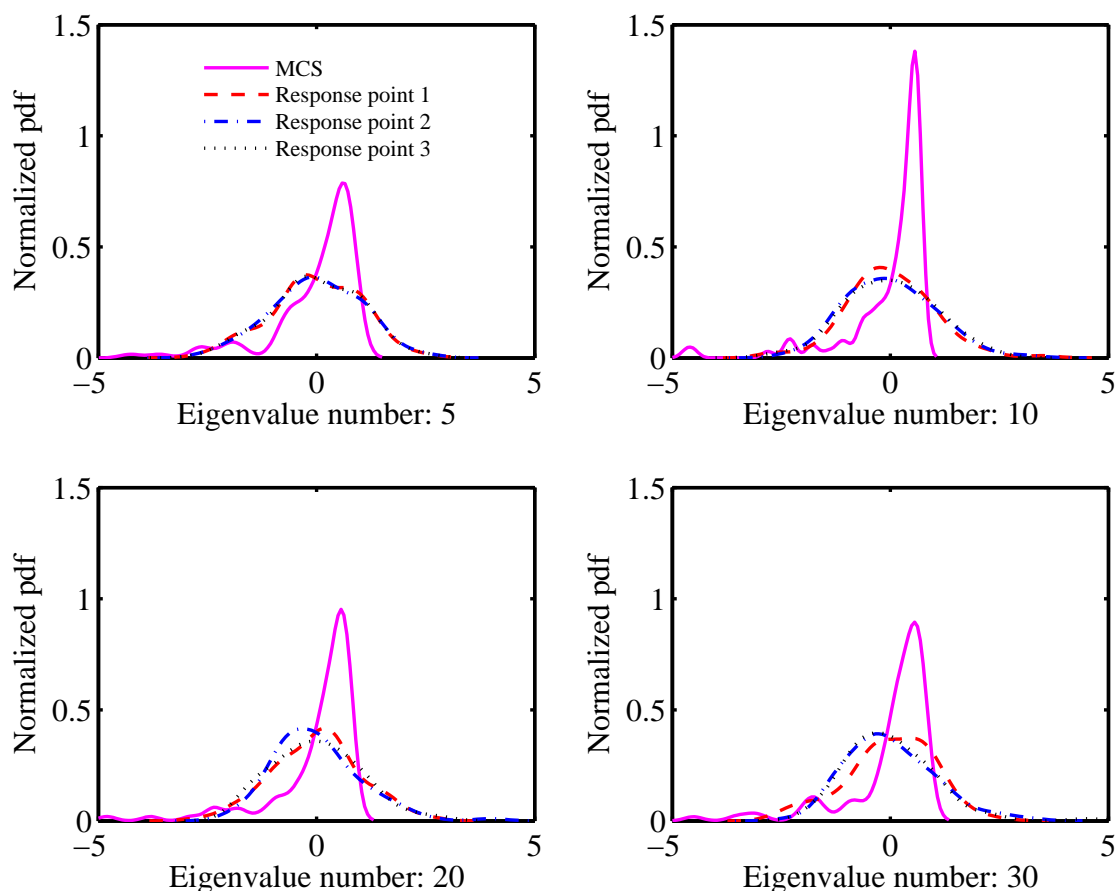 1.5
1
0.5
0
Normalized pdf
MCS
Response point 1
Response point 2
Response point 3
−5
0
5
Eigenvalue number: 5
1.5
1
0.5
0
Normalized pdf
−5
0
5
Eigenvalue number: 10
1.5
1
0.5
0
Normalized pdf
−5
0
5
Eigenvalue number: 20
1.5
1
0.5
0
Normalized pdf
−5
0
5
Eigenvalue number: 30